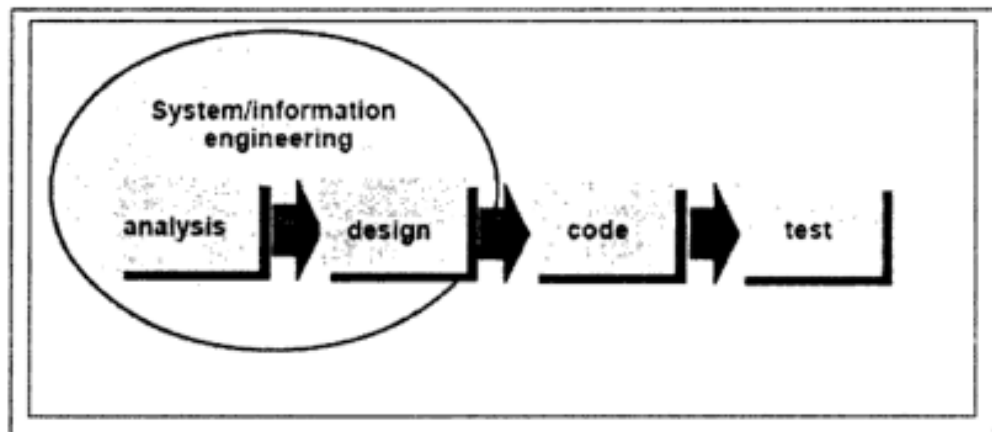 System/information
engineering
analysis
design
code
test